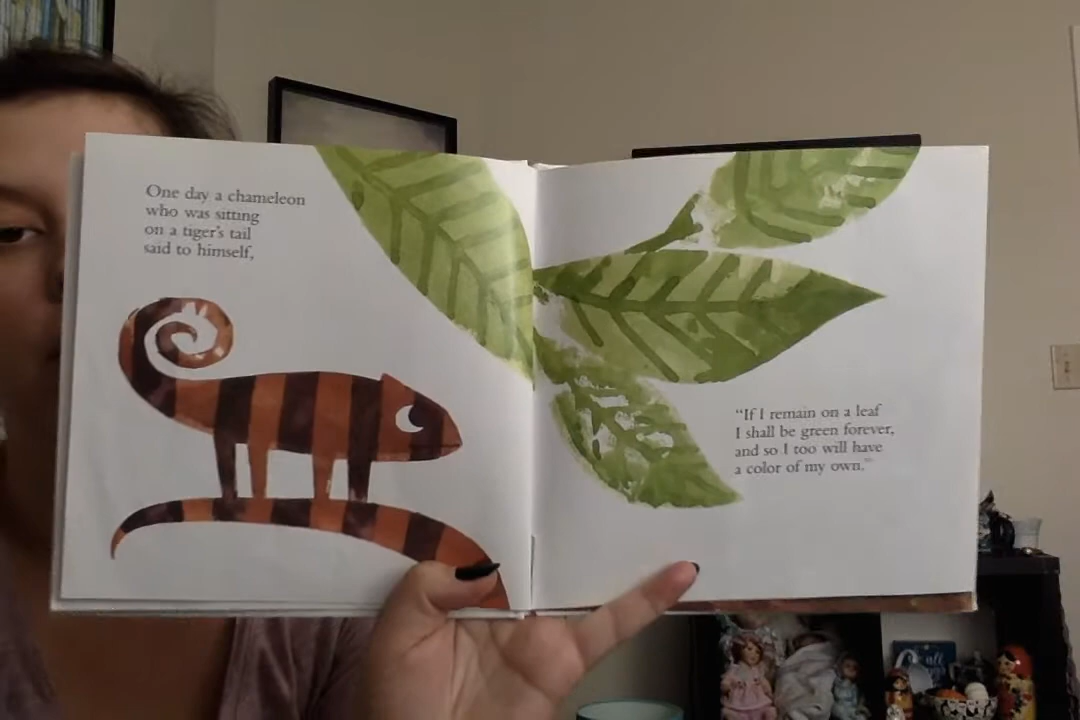 One day a chameleon
who was sitting
on a tiger's tail
said to himself,
"If I remain on a leaf
I shall be green forever,
and so I too will have
a color of my own."